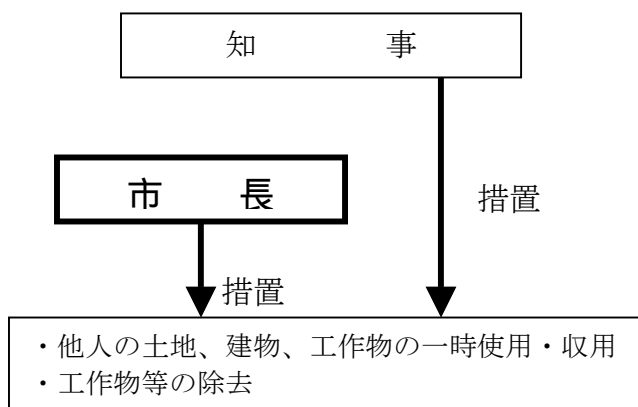 知　　　事
市　　長
措置
措置
・他人の土地、建物、工作物の一時使用・収用
・工作物等の除去